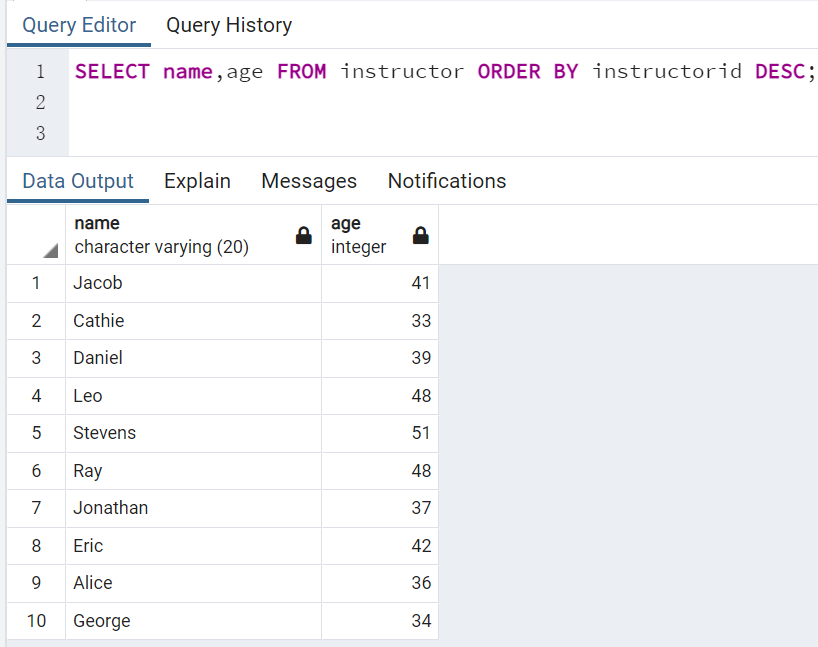 Query Editor Query History
1 SELECT name,age FROM instructor ORDER BY instructorid DESC;
2
3
Data Output Explain Messages Notifications
name age
character varying (20) integer
1 Jacob 41
2 Cathie 33
3 Daniel 39
4 Leo 48
5 Stevens 51
6 Ray 48
7 Jonathan 37
8 Eric 42
9 Alice 36
10 George 34